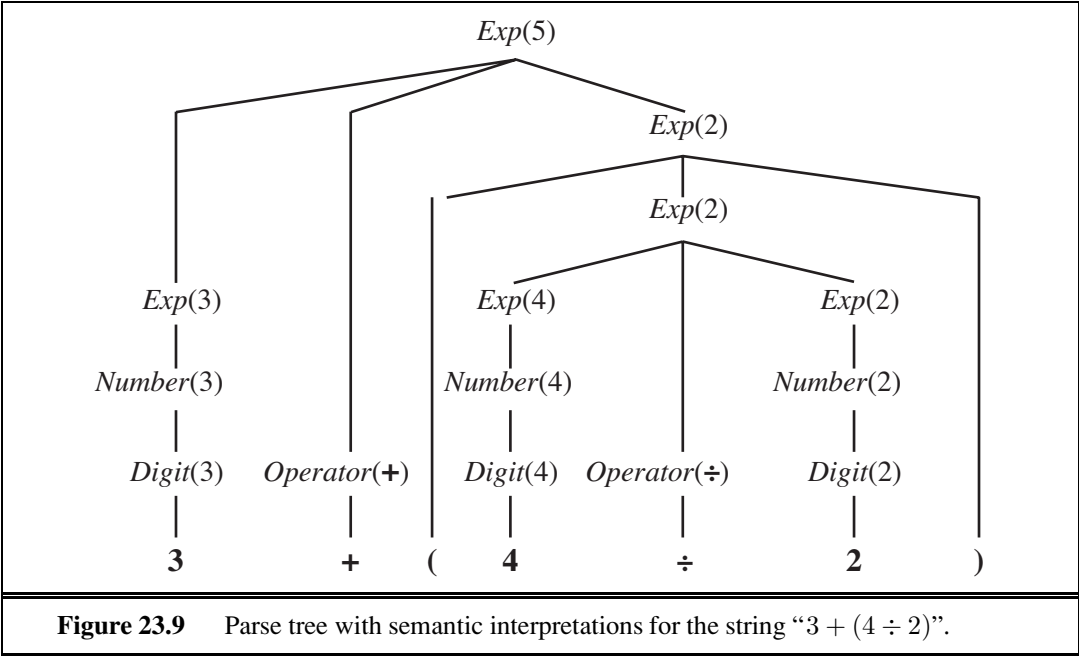 Exp(5)
Exp(2)
Exp(2)
Exp(3) Exp(4) Exp(2)
Number(3) Number(4) Number(2)
Digit(3) Operator(+) Digit(4) Operator(÷) Digit(2)
3 + ( 4 ÷ 2 )
Figure 23.9 Parse tree with semantic interpretations for the string “3 + (4 ÷ 2)”.